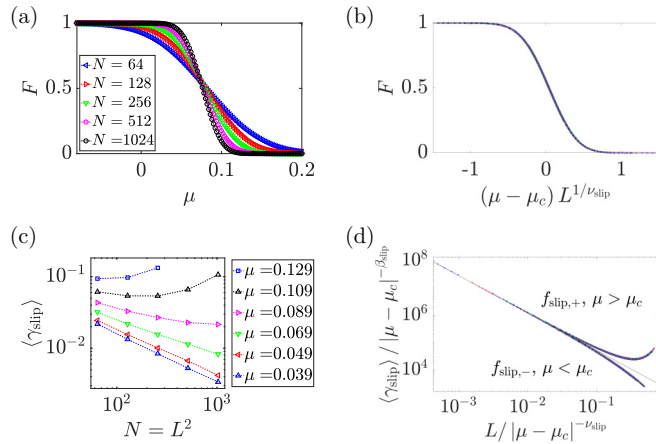 (a)
F
1
0.5
0
N = 64
N = 128
N = 256
N = 512
N =1024
0
0.1
0.2
μ
(b)
F
1
0.5
0
-1
0
1
(μ − μc) L^{1/νslip}
(c)
⟨γslip⟩
10^{-1}
10^{-2}
10^2
10^3
N = L^2
μ =0.129
μ =0.109
μ =0.089
μ =0.069
μ =0.049
μ =0.039
(d)
⟨γslip⟩ / |μ − μc|^{-βslip}
10^8
10^6
10^4
fslip,+, μ > μc
fslip,−, μ < μc
10^{-3}
10^{-1}
L/ |μ − μc|^{-νslip}